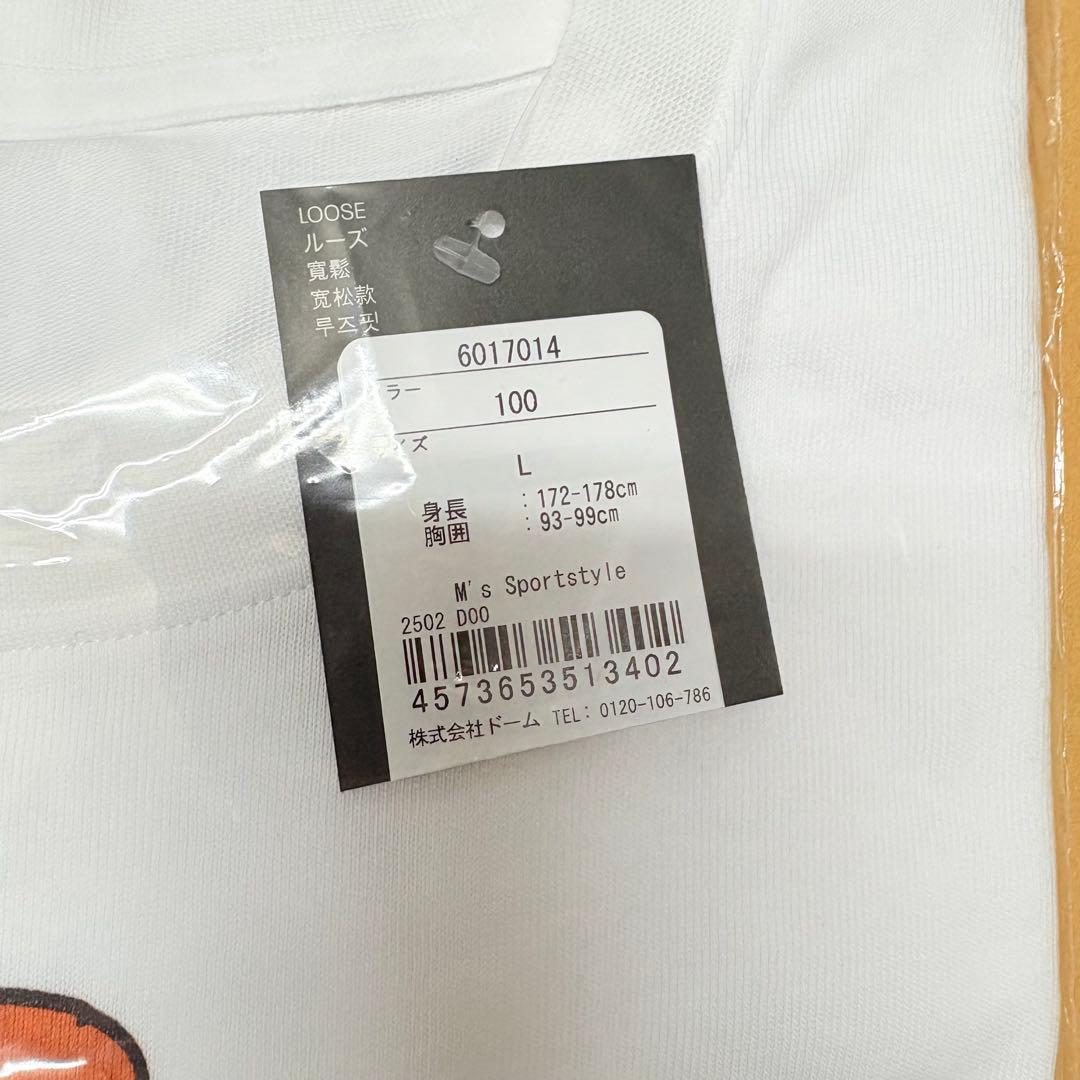 LOOSE
ルーズ
寬鬆
宽松款
루즈핏
6017014
ラー
100
イズ
L
身長 : 172-178cm
胸囲 : 93-99cm
M's Sportstyle
2502 D00
4573653513402
株式会社ドーム TEL: 0120-106-786